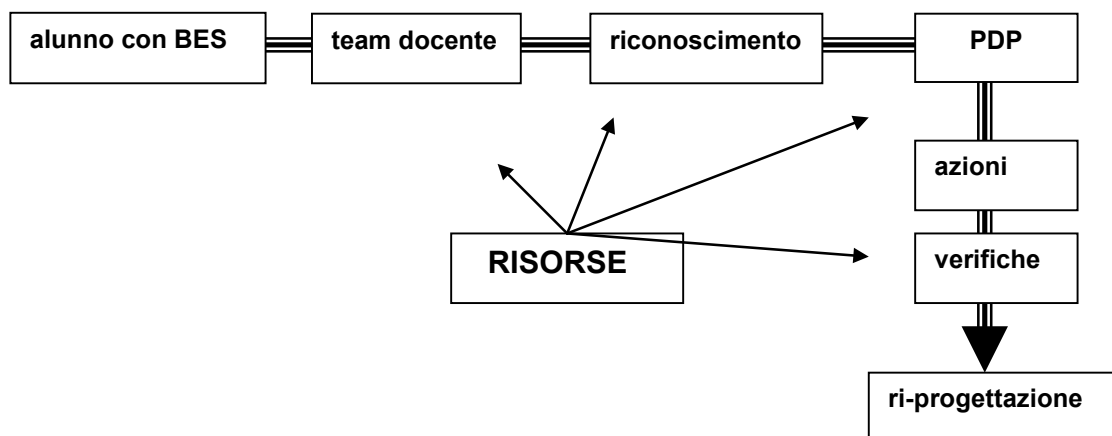 alunno con BES
team docente
riconoscimento
PDP
azioni
RISORSE
verifiche
ri-progettazione